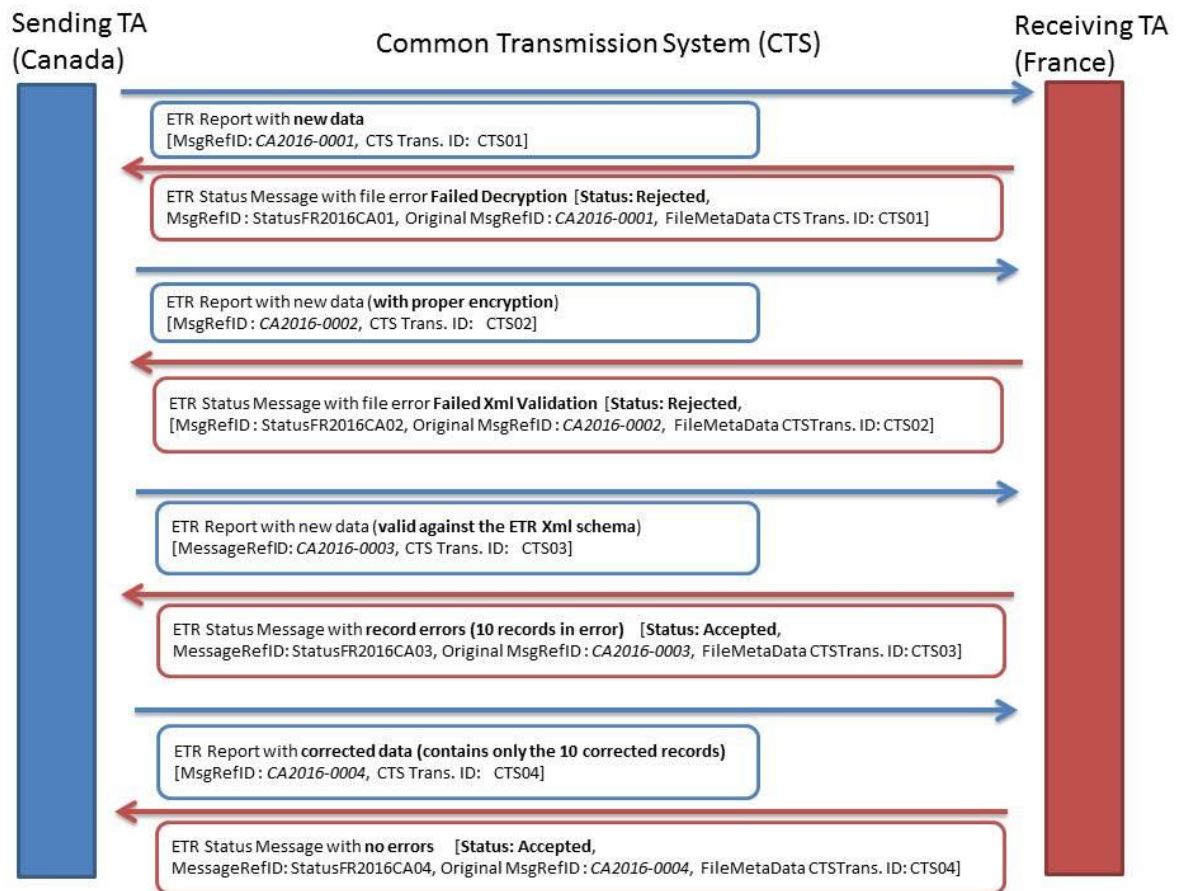 Sending TA
(Canada)
Common Transmission System (CTS)
Receiving TA
(France)
ETR Report with new data
[MsgRefID: CA2016-0001, CTS Trans. ID: CTS01]
ETR Status Message with file error Failed Decryption [Status: Rejected,
MsgRefID : StatusFR2016CA01, Original MsgRefID : CA2016-0001, FileMetaData CTS Trans. ID: CTS01]
ETR Report with new data (with proper encryption)
[MsgRefID : CA2016-0002, CTS Trans. ID: CTS02]
ETR Status Message with file error Failed Xml Validation [Status: Rejected,
[MsgRefID : StatusFR2016CA02, Original MsgRefID : CA2016-0002, FileMetaData CTSTrans. ID: CTS02]
ETR Report with new data (valid against the ETR Xml schema)
[MessageRefID: CA2016-0003, CTS Trans. ID: CTS03]
ETR Status Message with record errors (10 records in error) [Status: Accepted,
MessageRefID: StatusFR2016CA03, Original MsgRefID : CA2016-0003, FileMetaData CTSTrans. ID: CTS03]
ETR Report with corrected data (contains only the 10 corrected records)
[MsgRefID : CA2016-0004, CTS Trans. ID: CTS04]
ETR Status Message with no errors [Status: Accepted,
MessageRefID: StatusFR2016CA04, Original MsgRefID : CA2016-0004, FileMetaData CTSTrans. ID: CTS04]